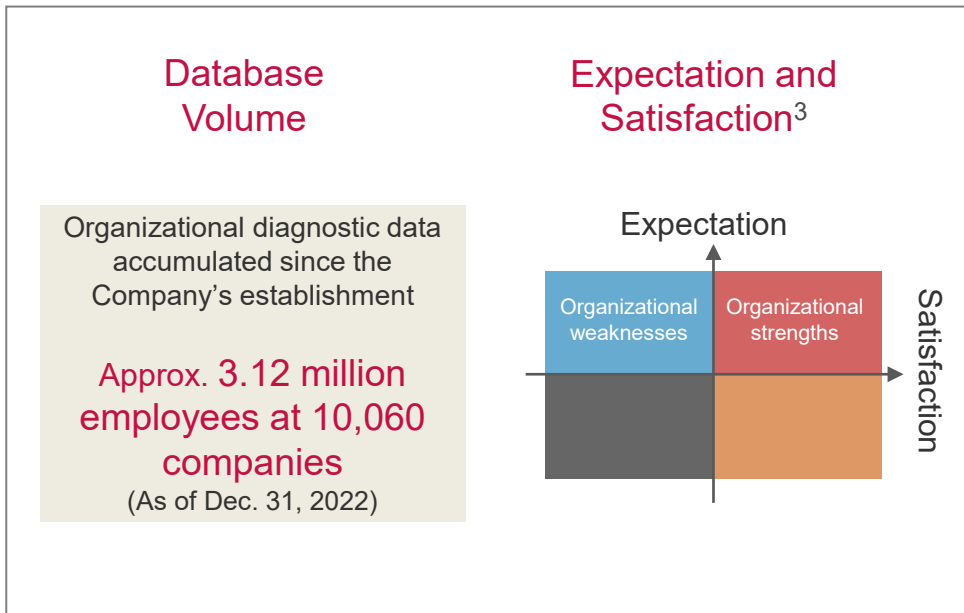 Database
Volume
Organizational diagnostic data
accumulated since the
Company's establishment
Approx. 3.12 million
employees at 10,060
companies
(As of Dec. 31, 2022)
Expectation and
Satisfaction³
Expectation
Organizational
weaknesses
Organizational
strengths
Satisfaction